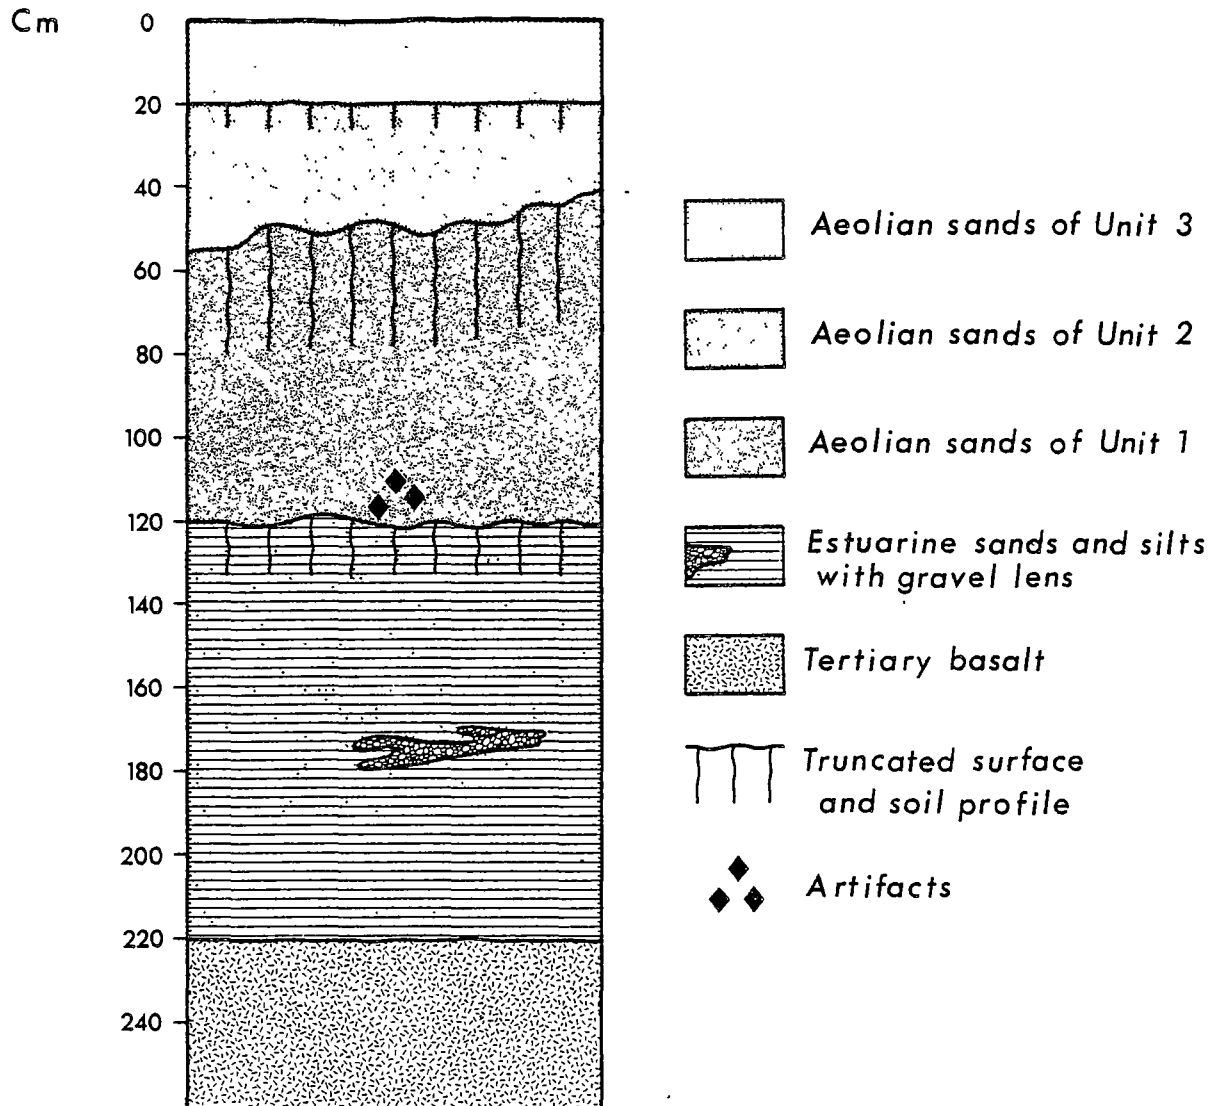 Cm
0
20
40
60
80
100
120
140
160
180
200
220
240
Aeolian sands of Unit 3
Aeolian sands of Unit 2
Aeolian sands of Unit 1
Estuarine sands and silts
with gravel lens
Tertiary basalt
Truncated surface
and soil profile
Artifacts